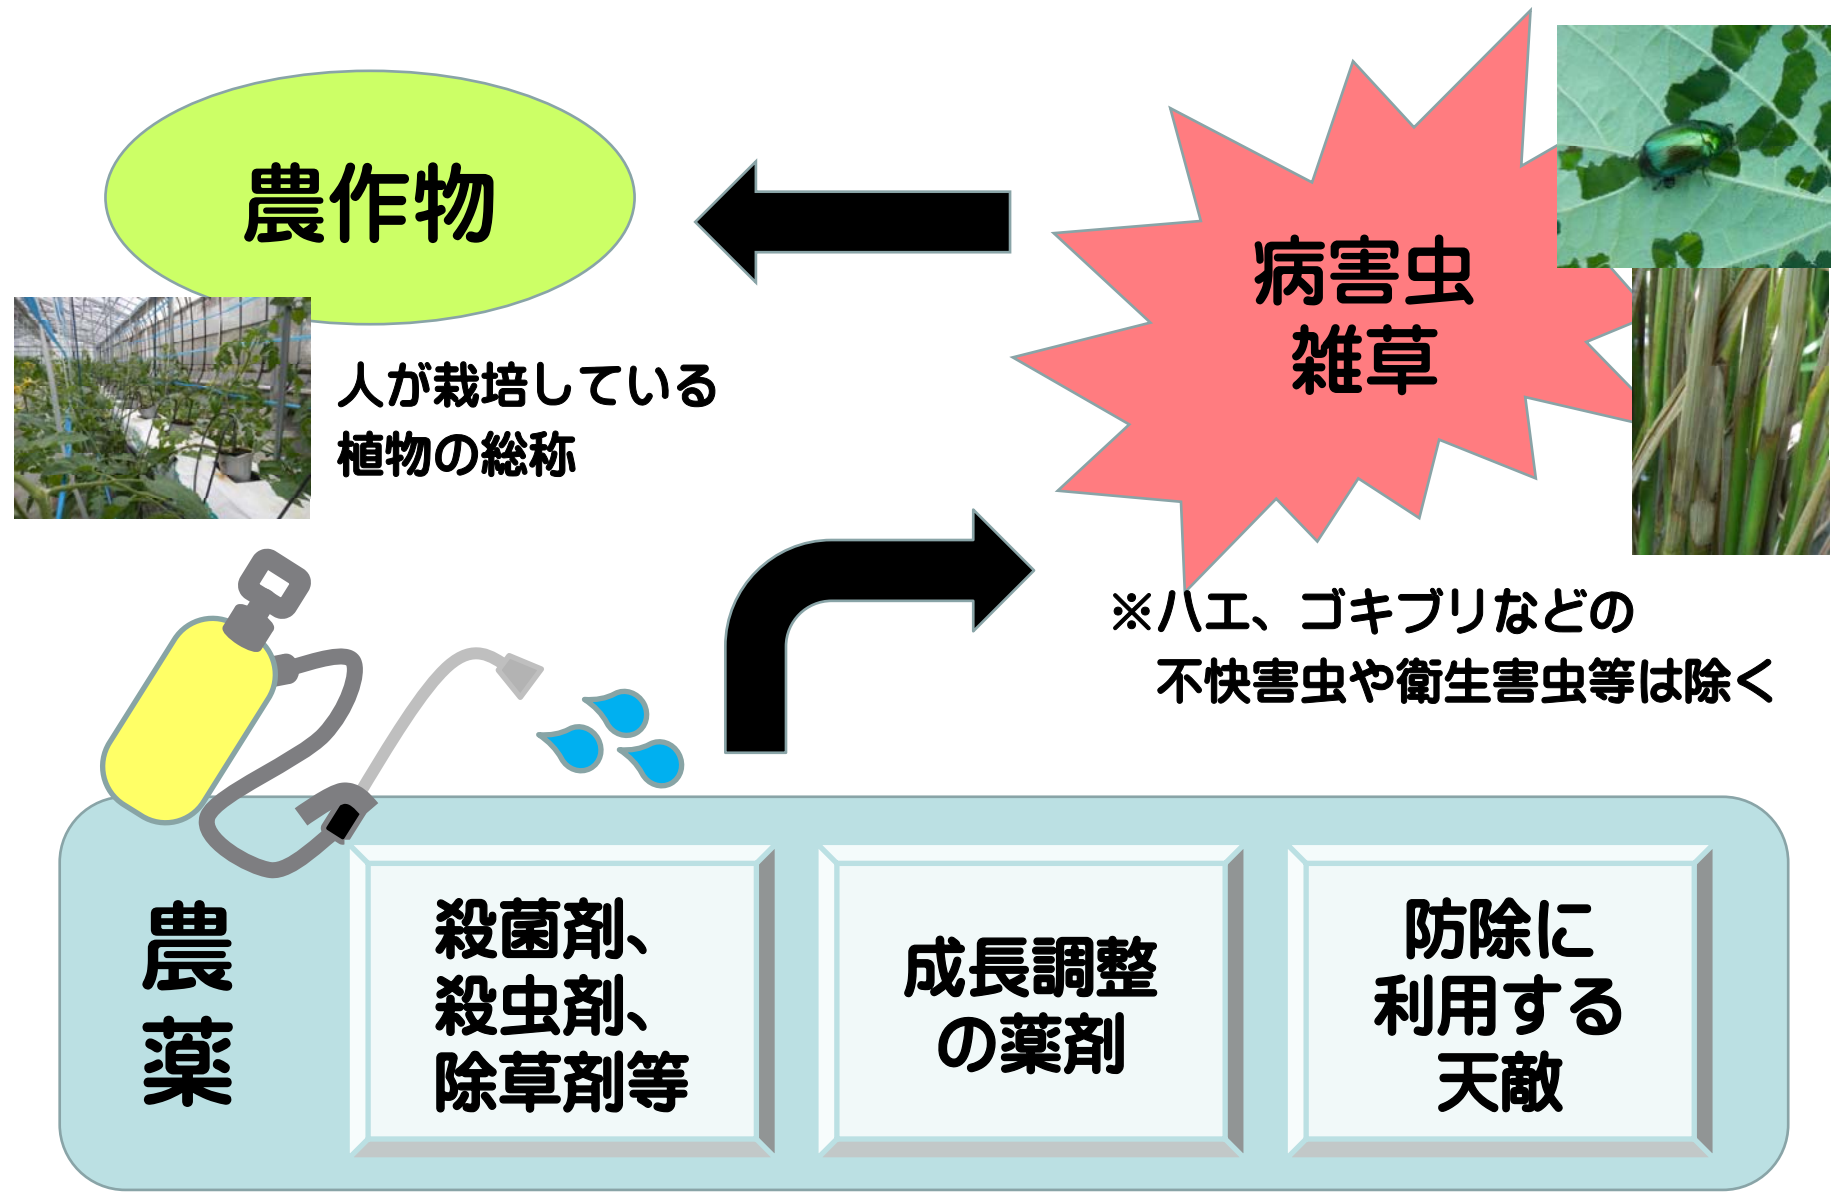 農作物
人が栽培している
植物の総称
病害虫
雑草
※ハエ、ゴキブリなどの
不快害虫や衛生害虫等は除く
農
薬
殺菌剤、
殺虫剤、
除草剤等
成長調整
の薬剤
防除に
利用する
天敵